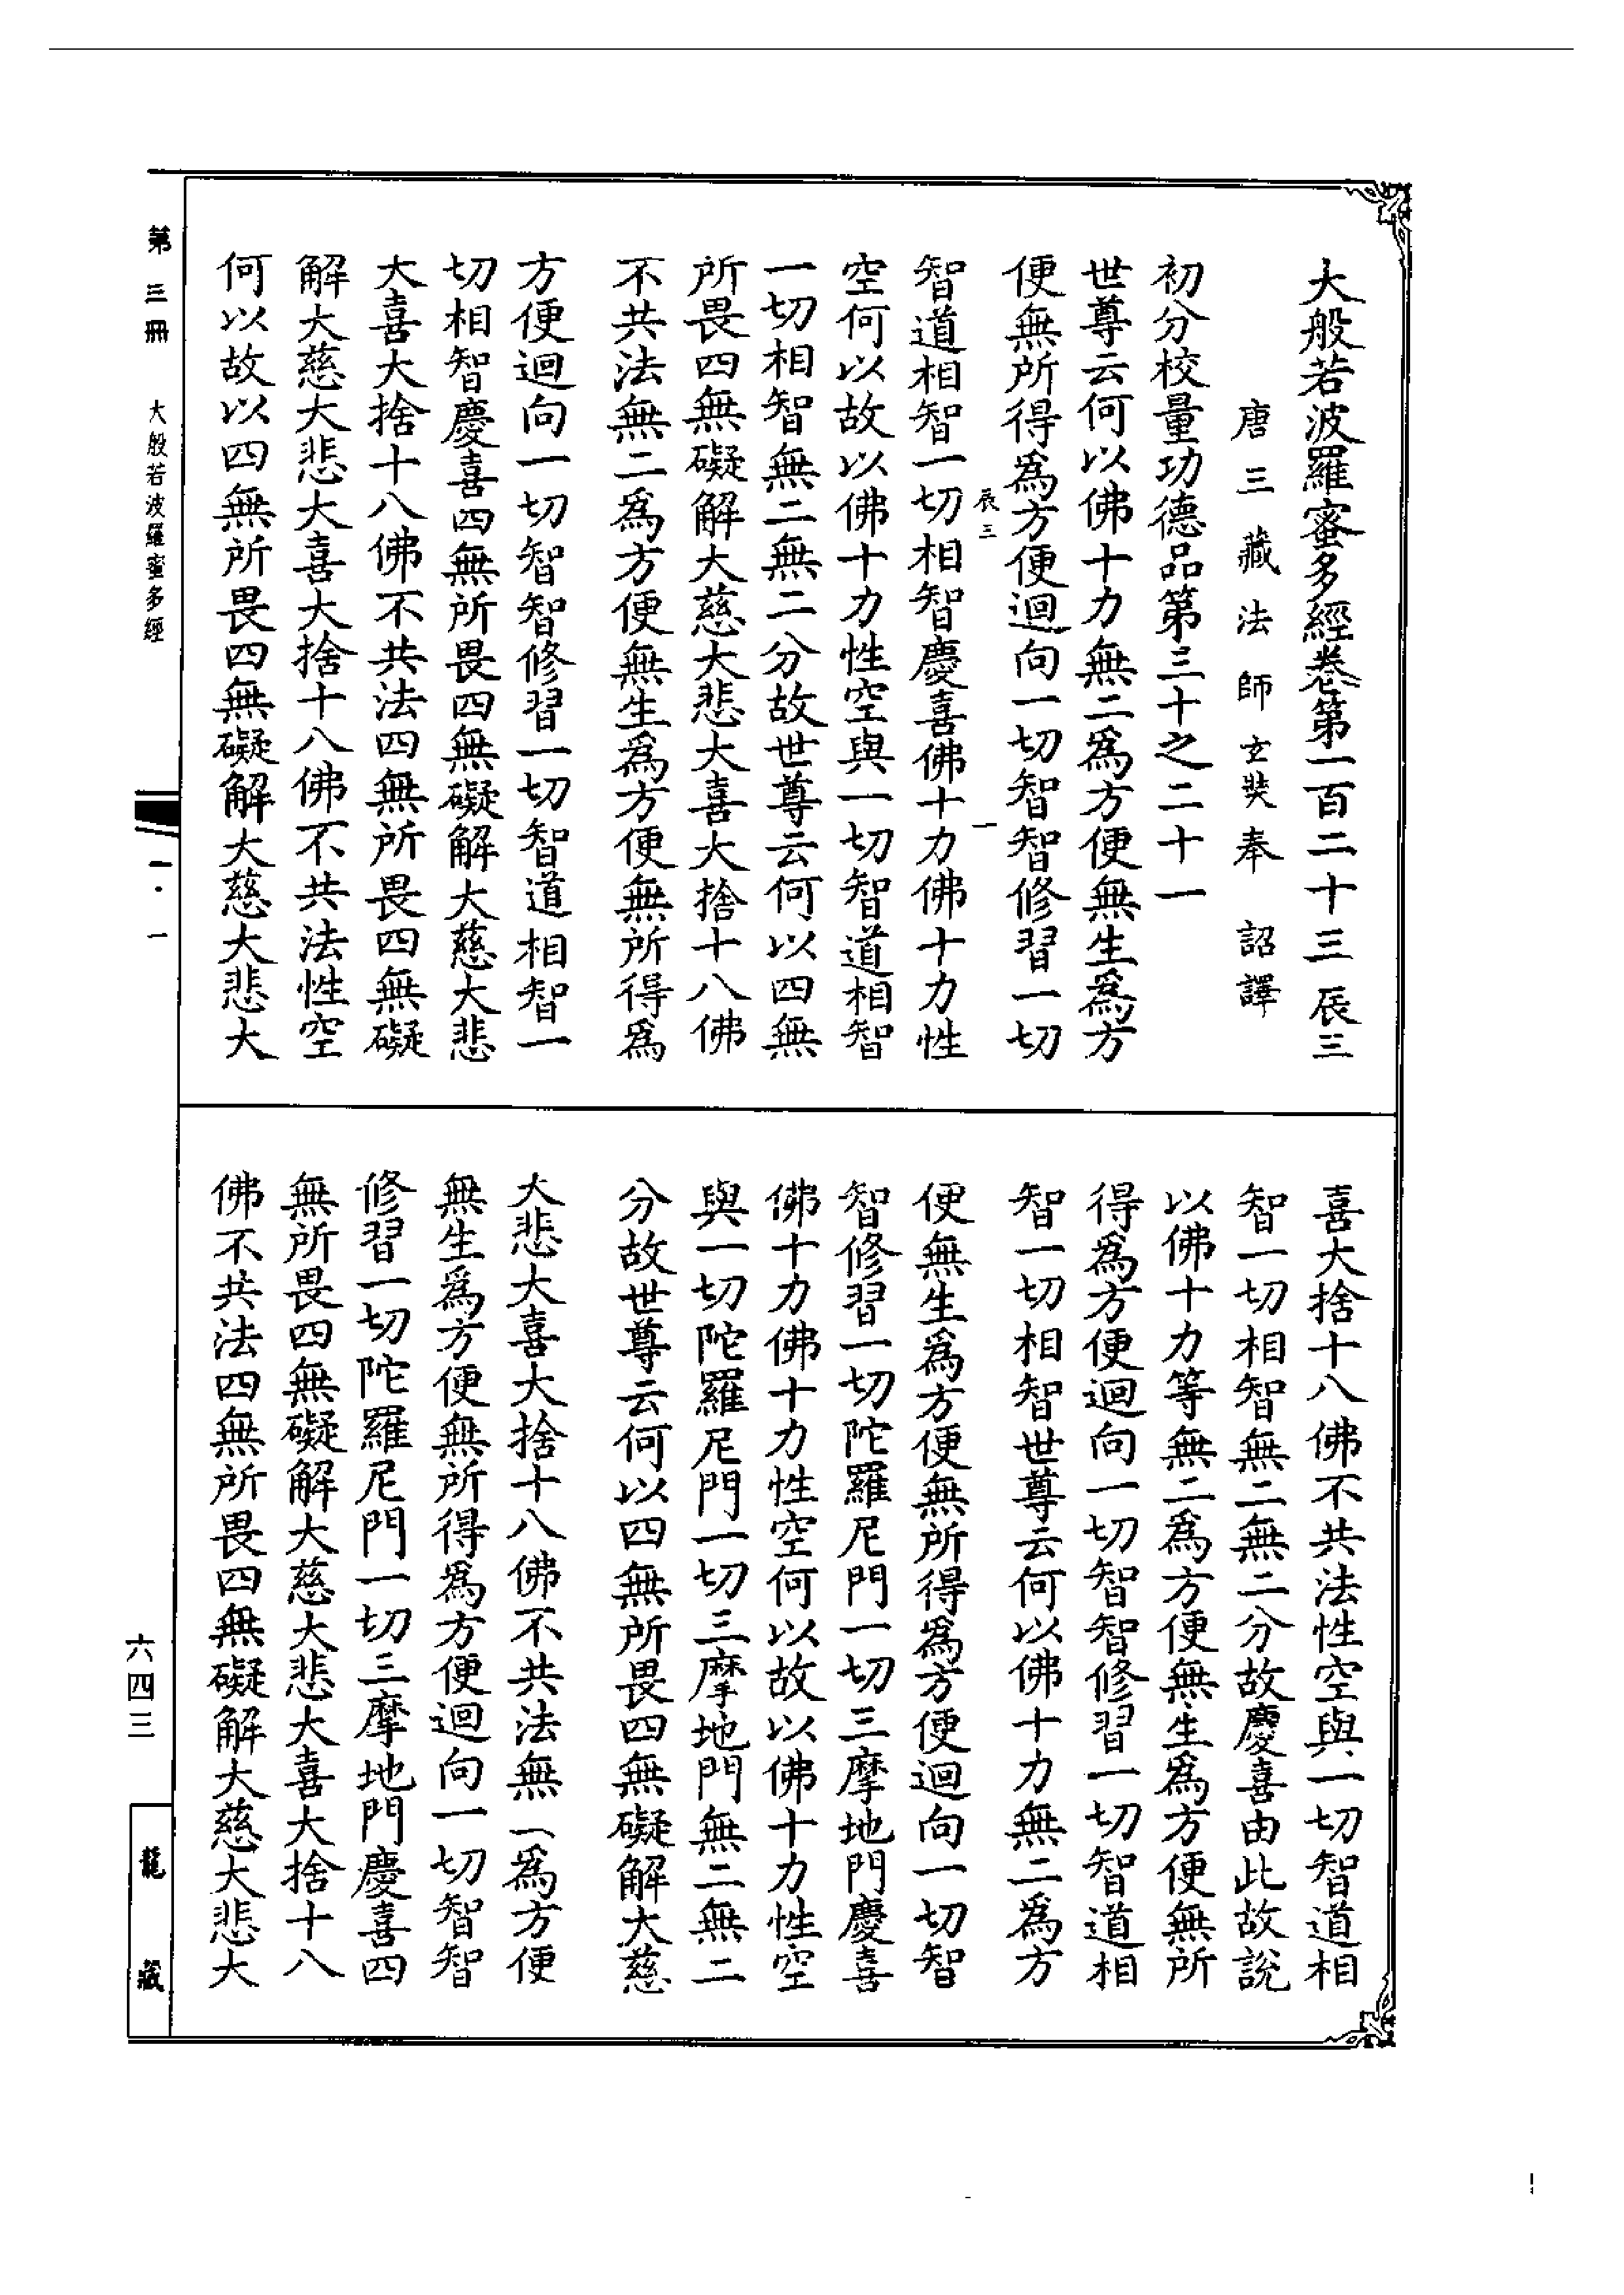 大般若波羅蜜多經卷第一百二十三 辰三
唐三藏法師玄奘奉 詔譯
初分校量功德品第三十之二十一
世尊云何以佛十力無二爲方便無生爲方
便無所得爲方便迴向一切智智修習一切
辰三 一
智道相智一切相智慶喜佛十力佛十力性
空何以故以佛十力性空與一切智道相智
一切相智無二無二分故世尊云何以四無
所畏四無礙解大慈大悲大喜大捨十八佛
不共法無二爲方便無生爲方便無所得爲
方便迴向一切智智修習一切智道相智一
切相智慶喜四無所畏四無礙解大慈大悲
大喜大捨十八佛不共法四無所畏四無礙
解大慈大悲大喜大捨十八佛不共法性空
何以故以四無所畏四無礙解大慈大悲大
喜大捨十八佛不共法性空與一切智道相
智一切相智無二無二分故慶喜由此故說
以佛十力等無二爲方便無生爲方便無所
得爲方便迴向一切智智修習一切智道相
智一切相智世尊云何以佛十力無二爲方
便無生爲方便無所得爲方便迴向一切智
智修習一切陀羅尼門一切三摩地門慶喜
佛十力佛十力性空何以故以佛十力性空
與一切陀羅尼門一切三摩地門無二無二
分故世尊云何以四無所畏四無礙解大慈
大悲大喜大捨十八佛不共法無二爲方便
無生爲方便無所得爲方便迴向一切智智
修習一切陀羅尼門一切三摩地門慶喜四
無所畏四無礙解大慈大悲大喜大捨十八
佛不共法四無所畏四無礙解大慈大悲大
第三冊 大般若波羅蜜多經
一·一
六四三
龍藏